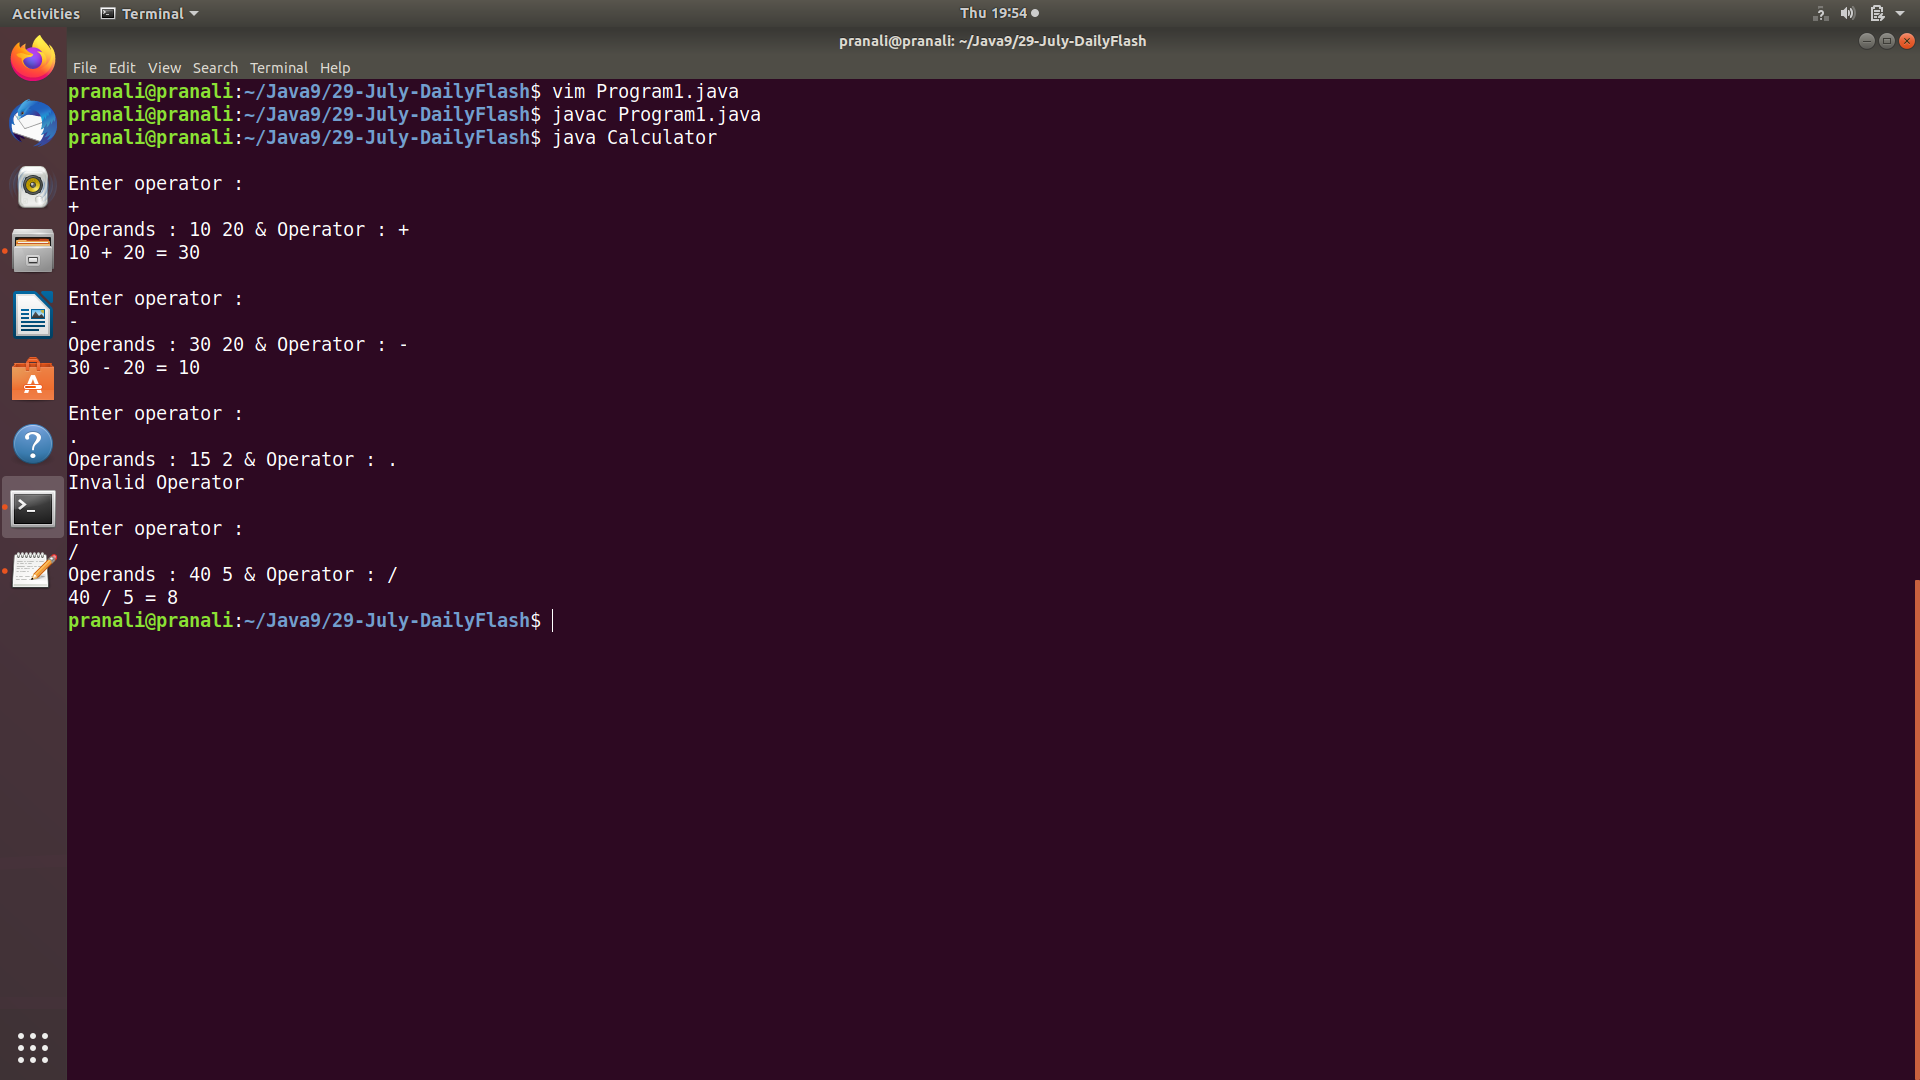 Activities Terminal Thu 19:54
pranali@pranali: ~/Java9/29-July-DailyFlash
File Edit View Search Terminal Help
pranali@pranali:~/Java9/29-July-DailyFlash$ vim Program1.java
pranali@pranali:~/Java9/29-July-DailyFlash$ javac Program1.java
pranali@pranali:~/Java9/29-July-DailyFlash$ java Calculator
Enter operator :
+
Operands : 10 20 & Operator : +
10 + 20 = 30
Enter operator :
-
Operands : 30 20 & Operator : -
30 - 20 = 10
Enter operator :
.
Operands : 15 2 & Operator : .
Invalid Operator
Enter operator :
/
Operands : 40 5 & Operator : /
40 / 5 = 8
pranali@pranali:~/Java9/29-July-DailyFlash$